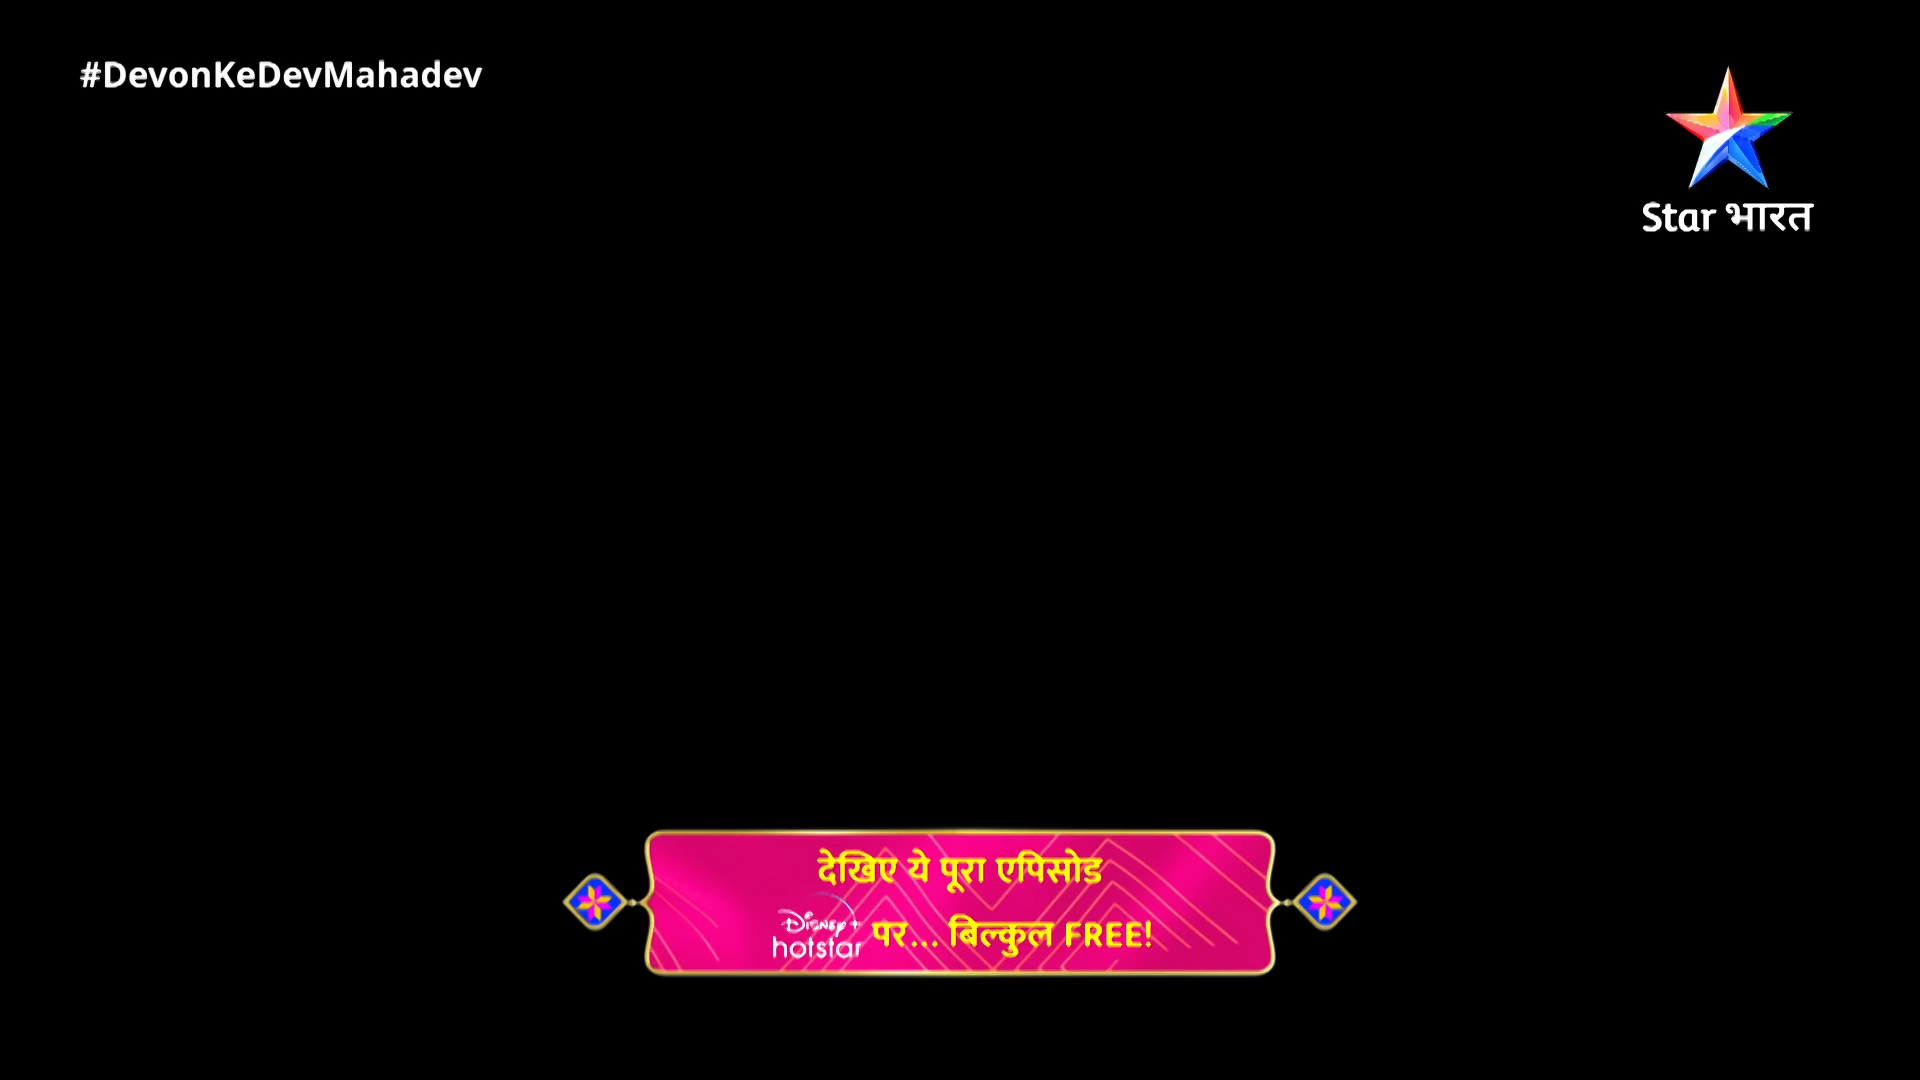 #DevonKeDevMahadev
Star भारत
देखिए ये पूरा एपिसोड
Disney+ hotstar पर... बिल्कुल FREE!